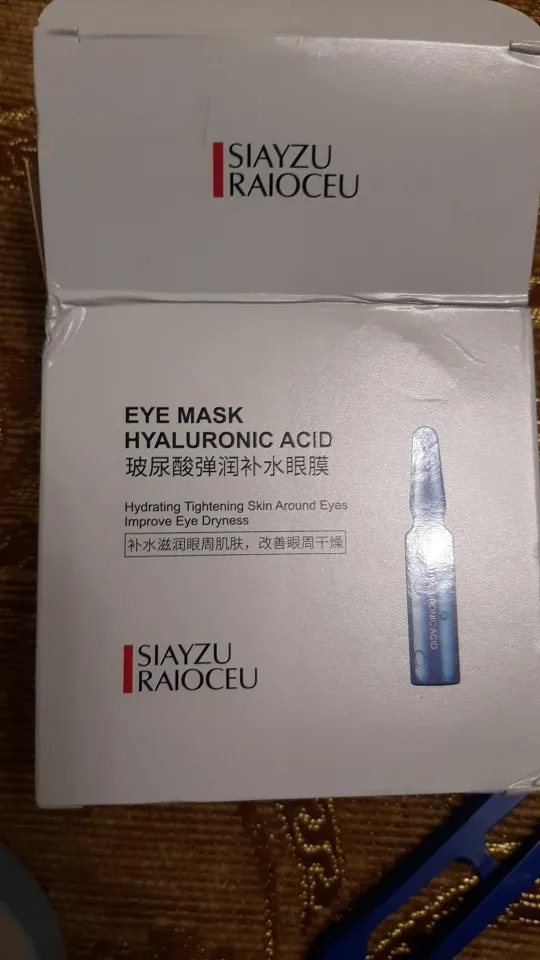 SIAYZU
RAIOCEU
EYE MASK
HYALURONIC ACID
玻尿酸弹润补水眼膜
Hydrating Tightening Skin Around Eyes
Improve Eye Dryness
补水滋润眼周肌肤，改善眼周干燥
SIAYZU
RAIOCEU
ACID